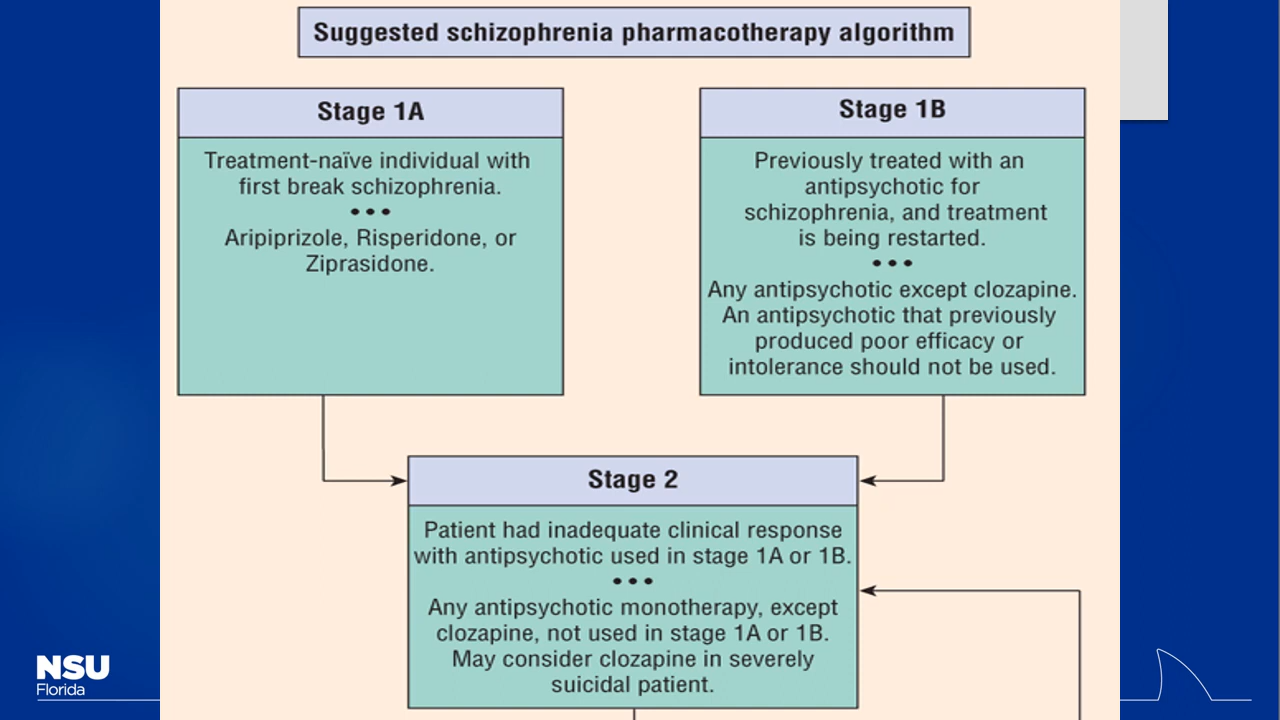 Suggested schizophrenia pharmacotherapy algorithm
Stage 1A
Treatment-naïve individual with
first break schizophrenia.
•••
Aripiprizole, Risperidone, or
Ziprasidone.
Stage 1B
Previously treated with an
antipsychotic for
schizophrenia, and treatment
is being restarted.
•••
Any antipsychotic except clozapine.
An antipsychotic that previously
produced poor efficacy or
intolerance should not be used.
Stage 2
Patient had inadequate clinical response
with antipsychotic used in stage 1A or 1B.
•••
Any antipsychotic monotherapy, except
clozapine, not used in stage 1A or 1B.
May consider clozapine in severely
suicidal patient.
NSU
Florida